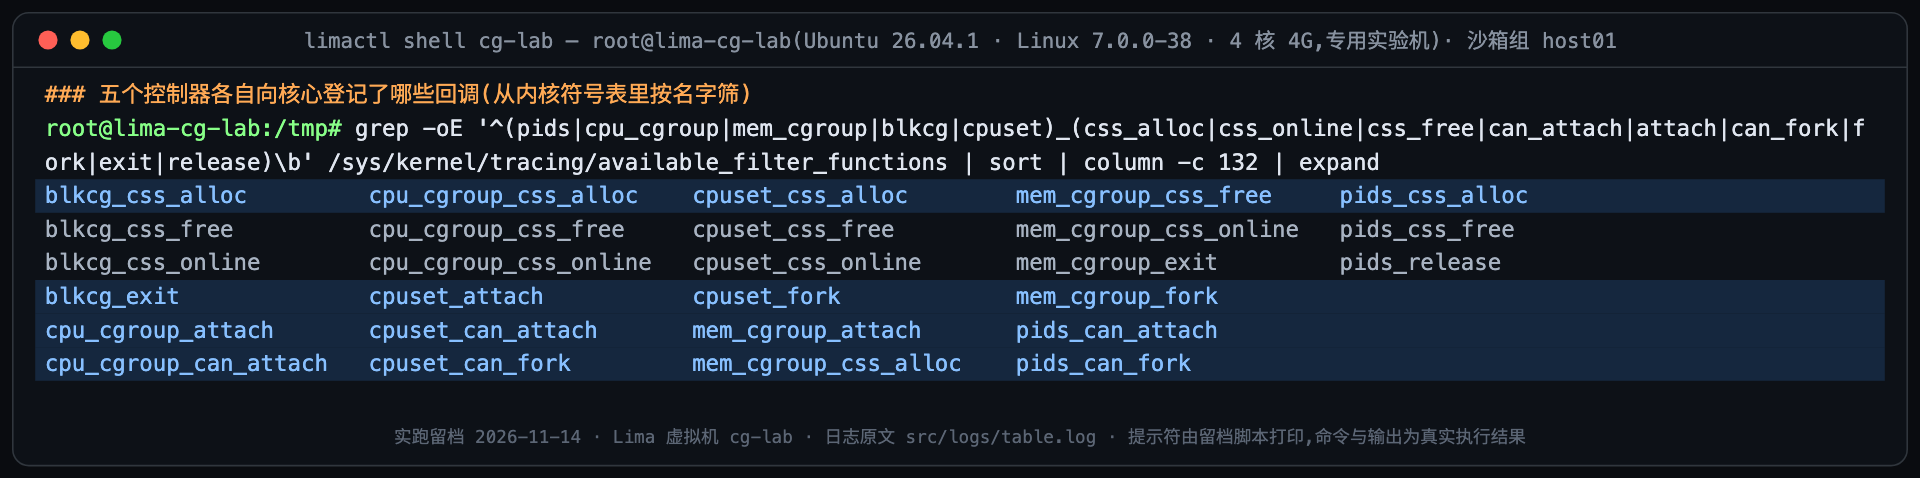 limactl shell cg-lab — root@lima-cg-lab(Ubuntu 26.04.1 · Linux 7.0.0-38 · 4 核 4G,专用实验机)· 沙箱组 host01
### 五个控制器各自向核心登记了哪些回调(从内核符号表里按名字筛)
root@lima-cg-lab:/tmp# grep -oE '^(pids|cpu_cgroup|mem_cgroup|blkcg|cpuset)_(css_alloc|css_online|css_free|can_attach|attach|can_fork|f
ork|exit|release)\b' /sys/kernel/tracing/available_filter_functions | sort | column -c 132 | expand
blkcg_css_alloc cpu_cgroup_css_alloc cpuset_css_alloc mem_cgroup_css_free pids_css_alloc
blkcg_css_free cpu_cgroup_css_free cpuset_css_free mem_cgroup_css_online pids_css_free
blkcg_css_online cpu_cgroup_css_online cpuset_css_online mem_cgroup_exit pids_release
blkcg_exit cpuset_attach cpuset_fork mem_cgroup_fork
cpu_cgroup_attach cpuset_can_attach mem_cgroup_attach pids_can_attach
cpu_cgroup_can_attach cpuset_can_fork mem_cgroup_css_alloc pids_can_fork
实跑留档 2026-11-14 · Lima 虚拟机 cg-lab · 日志原文 src/logs/table.log · 提示符由留档脚本打印,命令与输出为真实执行结果